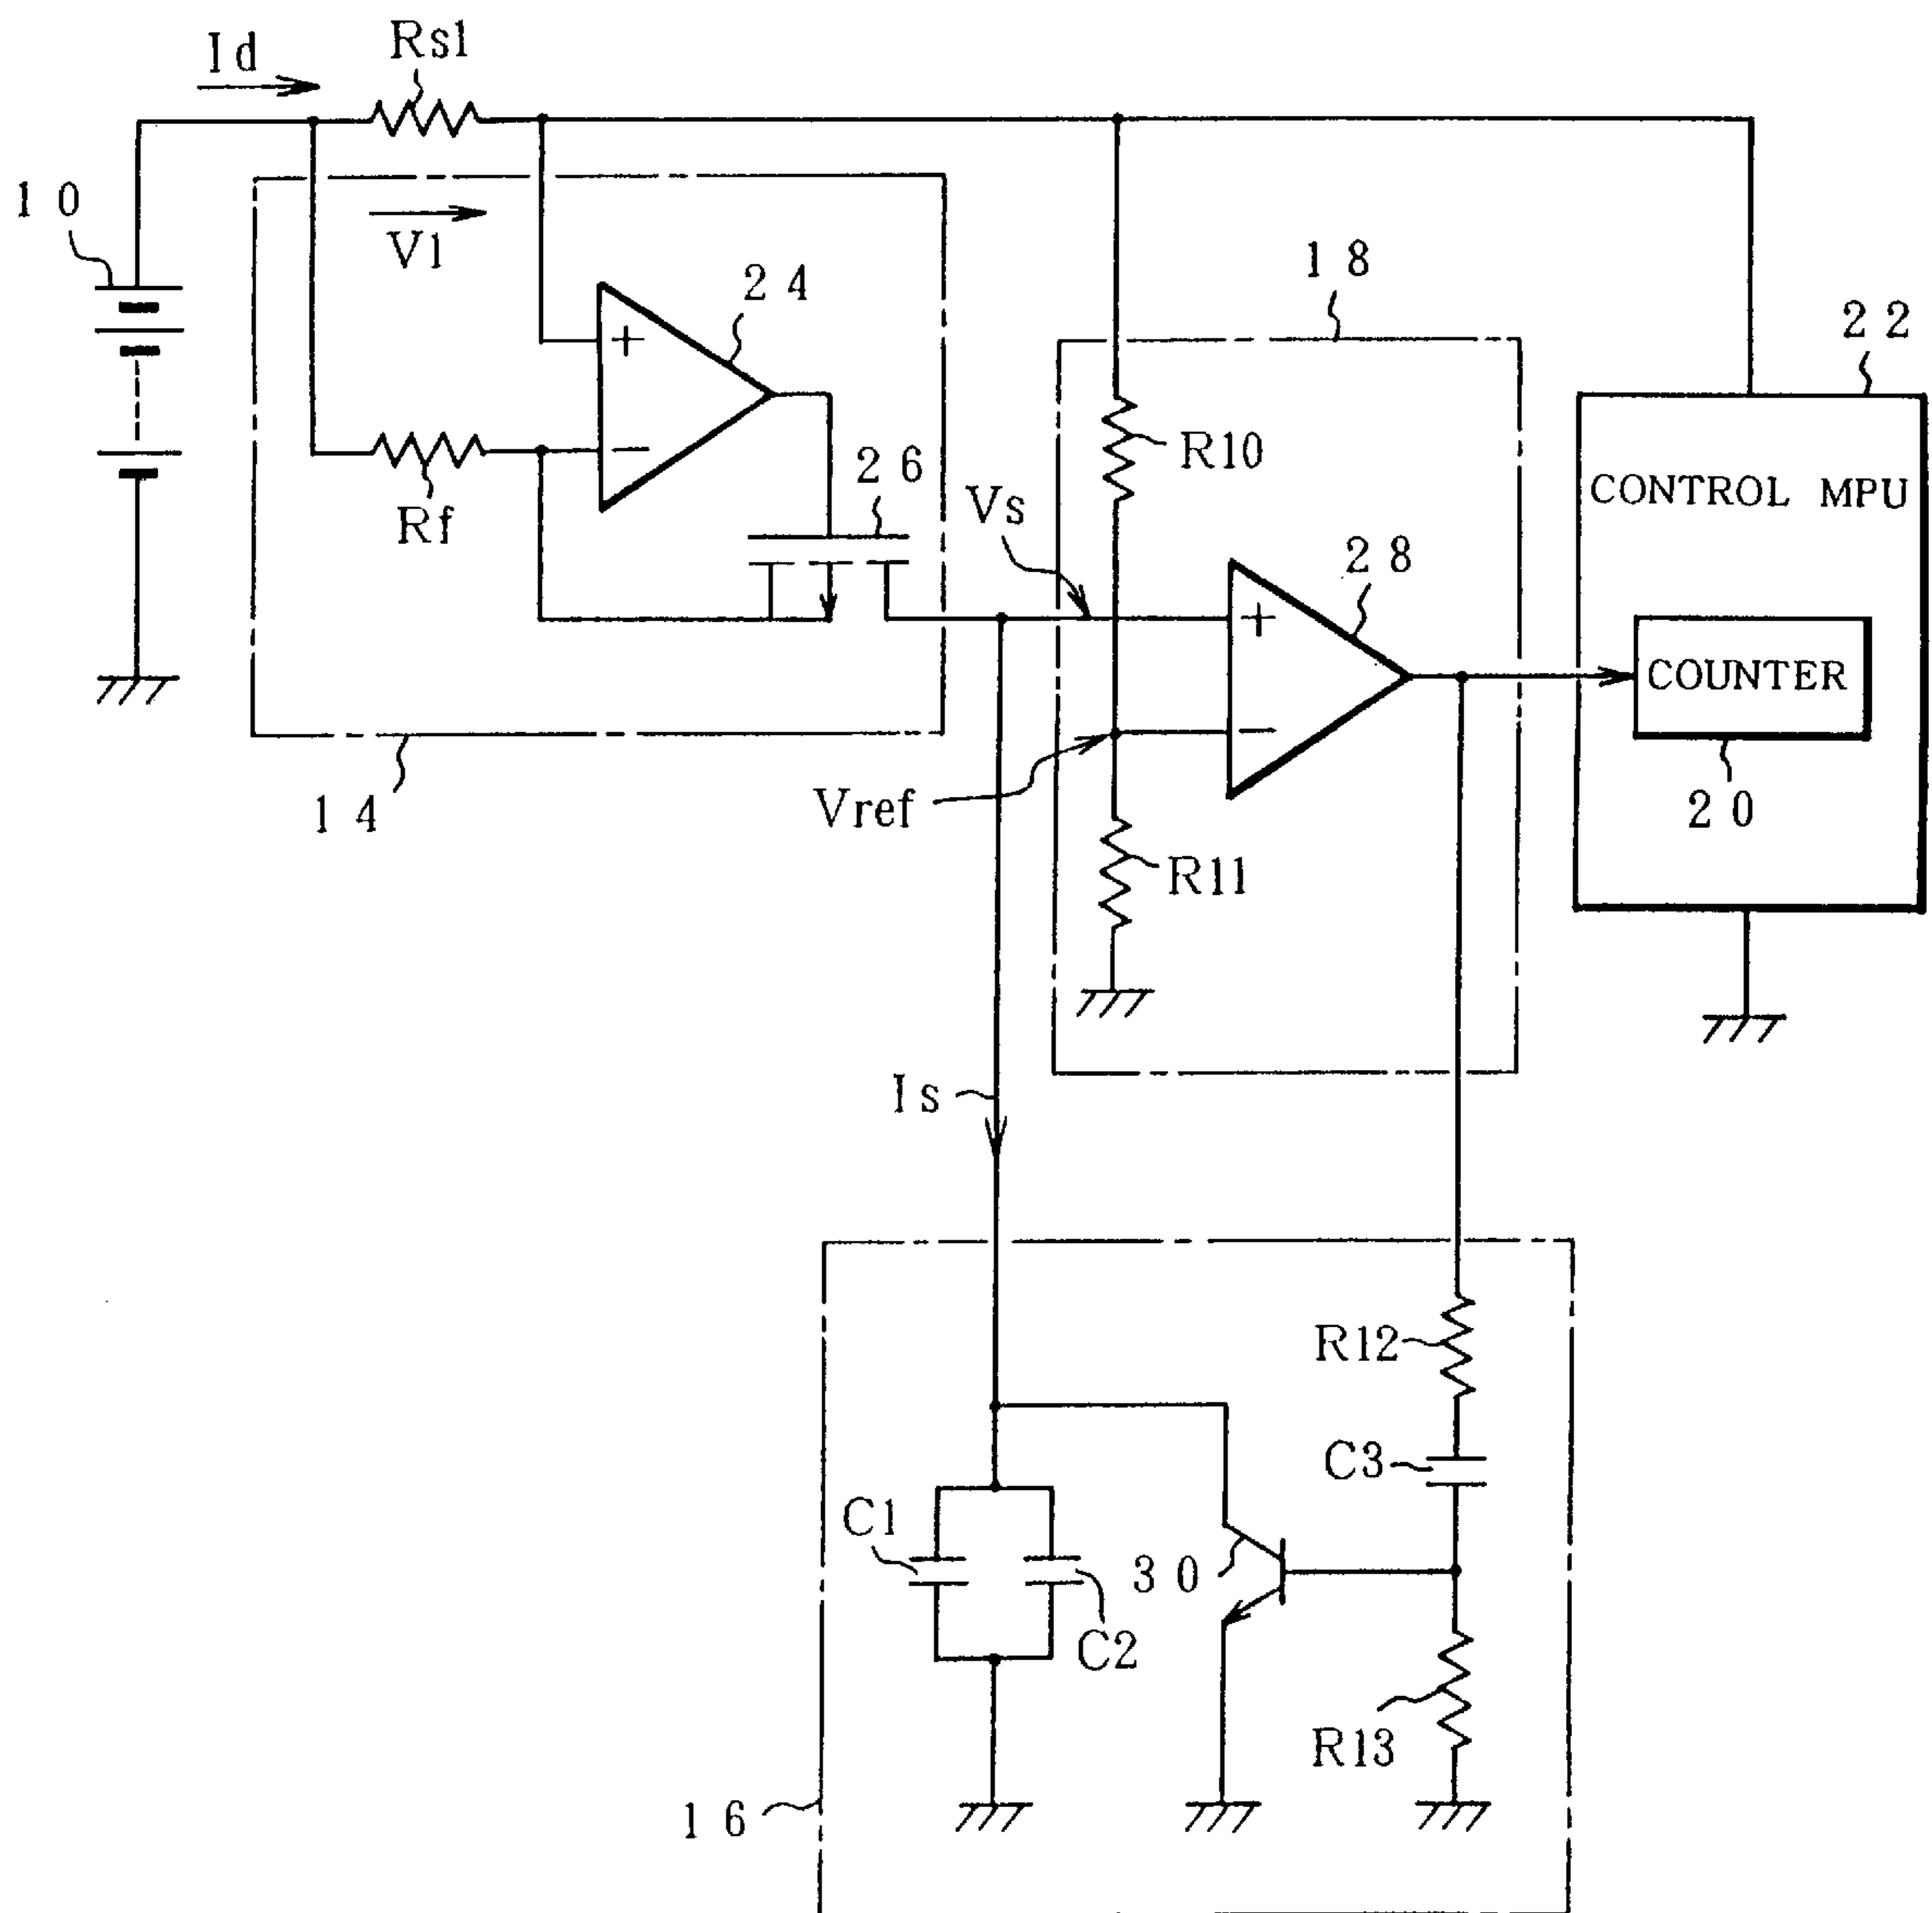 Id
Rs1
10
V1
24
18
22
Rf
26
R10
CONTROL MPU
Vs
28
+
−
+
−
COUNTER
14
Vref
20
R11
Is
R12
C3
C1
30
C2
R13
16